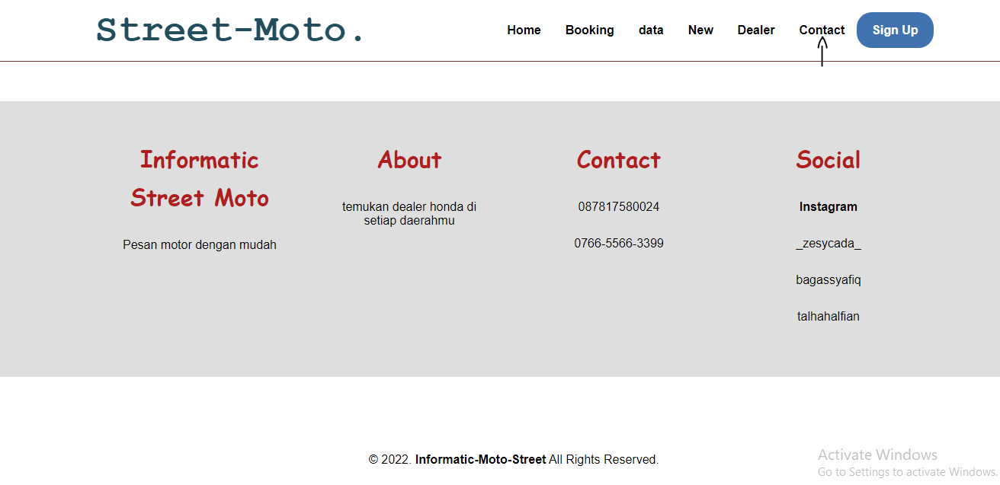 Street-Moto.
Home Booking data New Dealer Contact Sign Up
Informatic
Street Moto
Pesan motor dengan mudah
About
temukan dealer honda di
setiap daerahmu
Contact
087817580024
0766-5566-3399
Social
Instagram
_zesycada_
bagassyafiq
talhahalfian
© 2022. Informatic-Moto-Street All Rights Reserved.
Activate Windows
Go to Settings to activate Windows.